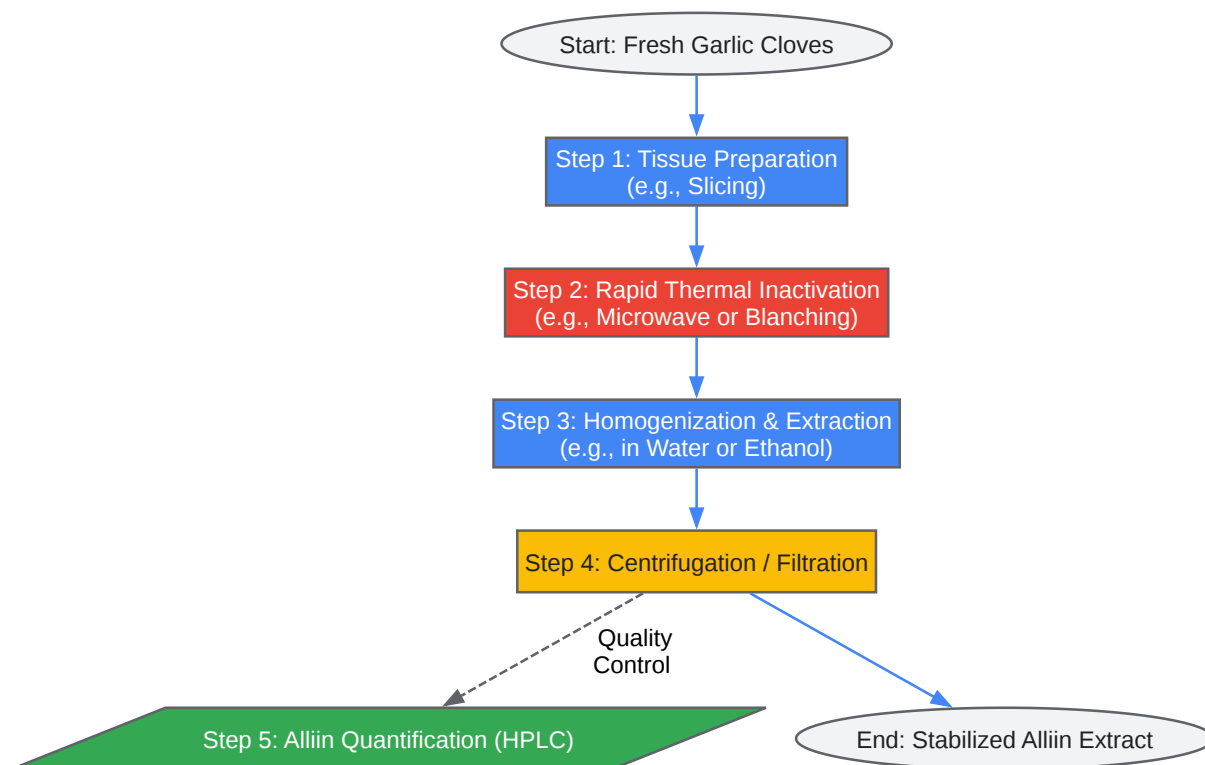 Start: Fresh Garlic Cloves
Step 1: Tissue Preparation
(e.g., Slicing)
Step 2: Rapid Thermal Inactivation
(e.g., Microwave or Blanching)
Step 3: Homogenization & Extraction
(e.g., in Water or Ethanol)
Step 4: Centrifugation / Filtration
Quality
Control
Step 5: Alliin Quantification (HPLC)
End: Stabilized Alliin Extract